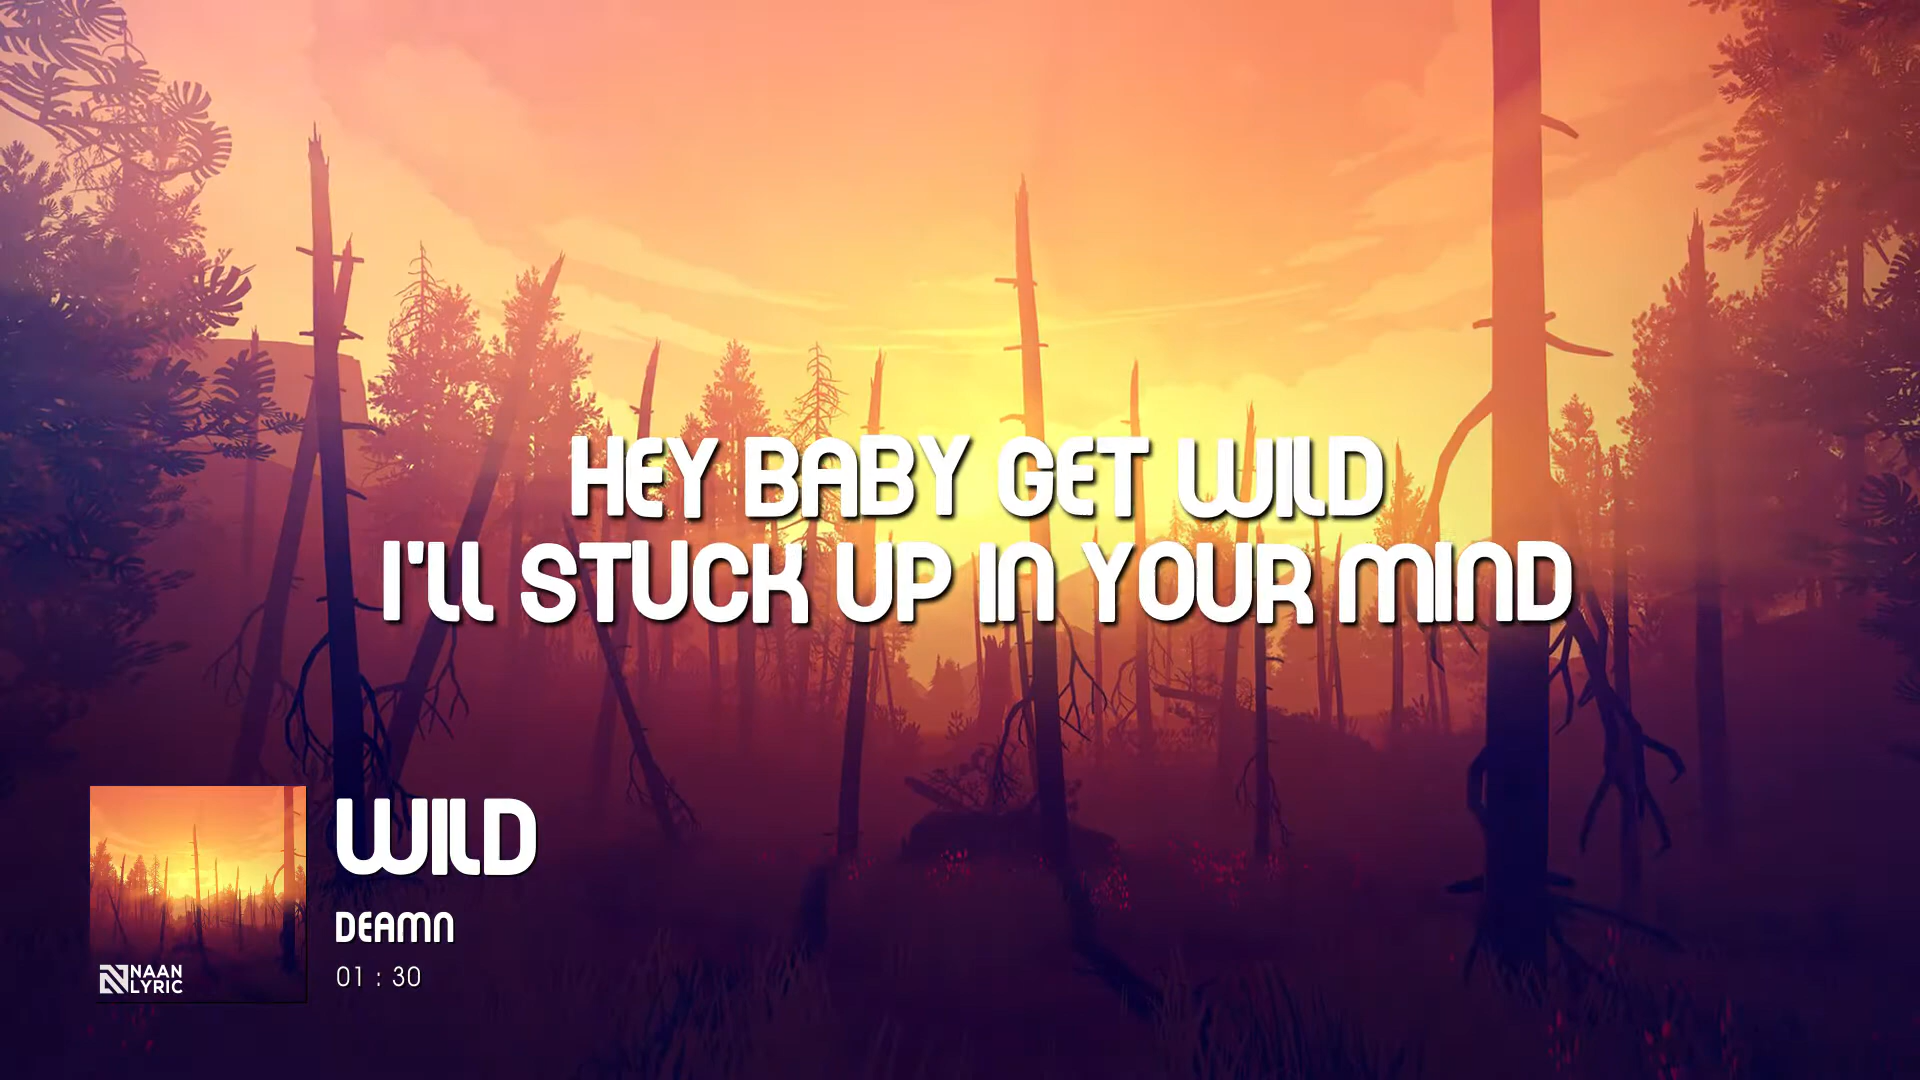 HEY BABY GET WILD
I'LL STUCK UP IN YOUR MIND
WILD
DEAMN
01 : 30
NAAN
LYRIC